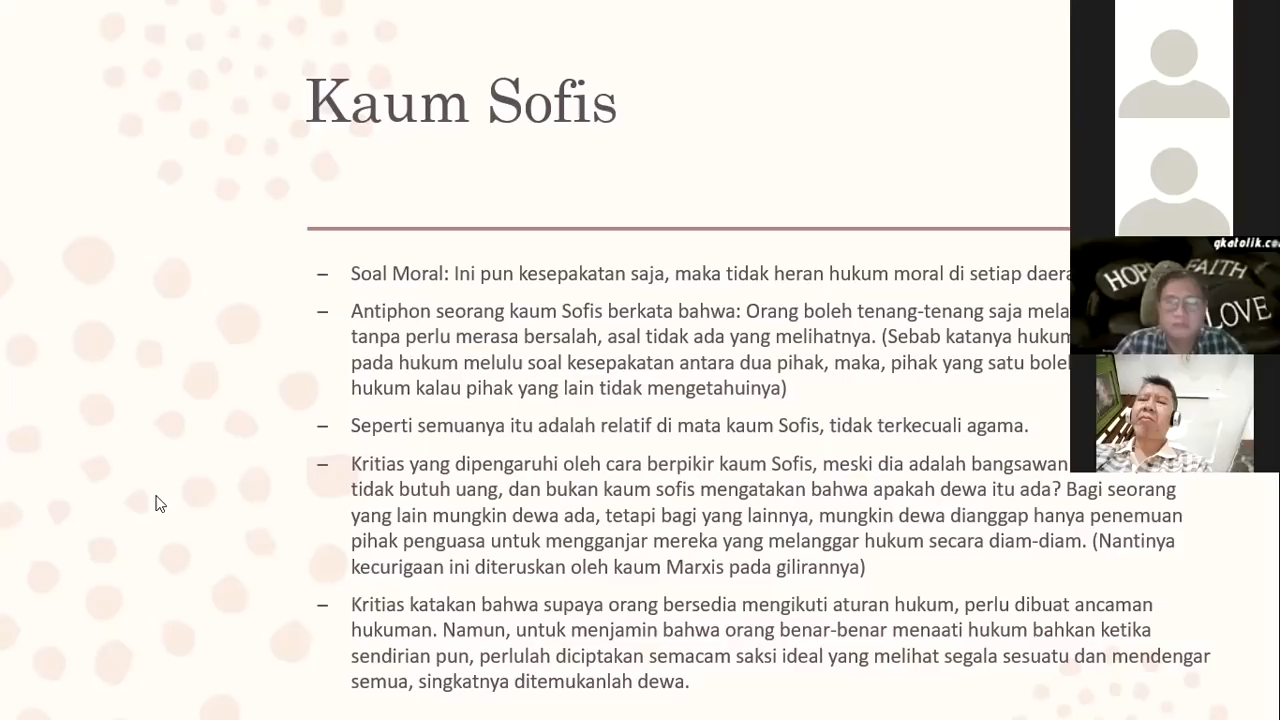 Kaum Sofis
– Soal Moral: Ini pun kesepakatan saja, maka tidak heran hukum moral di setiap
– Antiphon seorang kaum Sofis berkata bahwa: Orang boleh tenang-tenang saja
tanpa perlu merasa bersalah, asal tidak ada yang melihatnya. (Sebab katanya hukum
pada hukum melulu soal kesepakatan antara dua pihak, maka, pihak yang satu
hukum kalau pihak yang lain tidak mengetahuinya)
– Seperti semuanya itu adalah relatif di mata kaum Sofis, tidak terkecuali agama.
– Kritias yang dipengaruhi oleh cara berpikir kaum Sofis, meski dia adalah bangsawan
tidak butuh uang, dan bukan kaum sofis mengatakan bahwa apakah dewa itu ada? Bagi seorang
yang lain mungkin dewa ada, tetapi bagi yang lainnya, mungkin dewa dianggap hanya penemuan
pihak penguasa untuk mengganjar mereka yang melanggar hukum secara diam-diam. (Nantinya
kecurigaan ini diteruskan oleh kaum Marxis pada gilirannya)
– Kritias katakan bahwa supaya orang bersedia mengikuti aturan hukum, perlu dibuat ancaman
hukuman. Namun, untuk menjamin bahwa orang benar-benar menaati hukum bahkan ketika
sendirian pun, perlulah diciptakan semacam saksi ideal yang melihat segala sesuatu dan mendengar
semua, singkatnya ditemukanlah dewa.
gkatolik.co
HOPE FAITH
LOVE